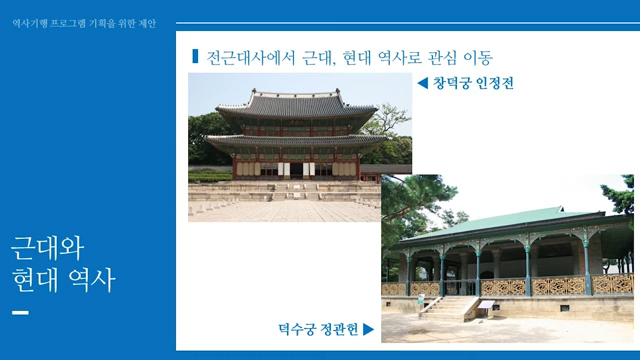 역사기행 프로그램 기획을 위한 제안
전근대사에서 근대, 현대 역사로 관심 이동
◀ 창덕궁 인정전
근대와
현대 역사
덕수궁 정관헌 ▶